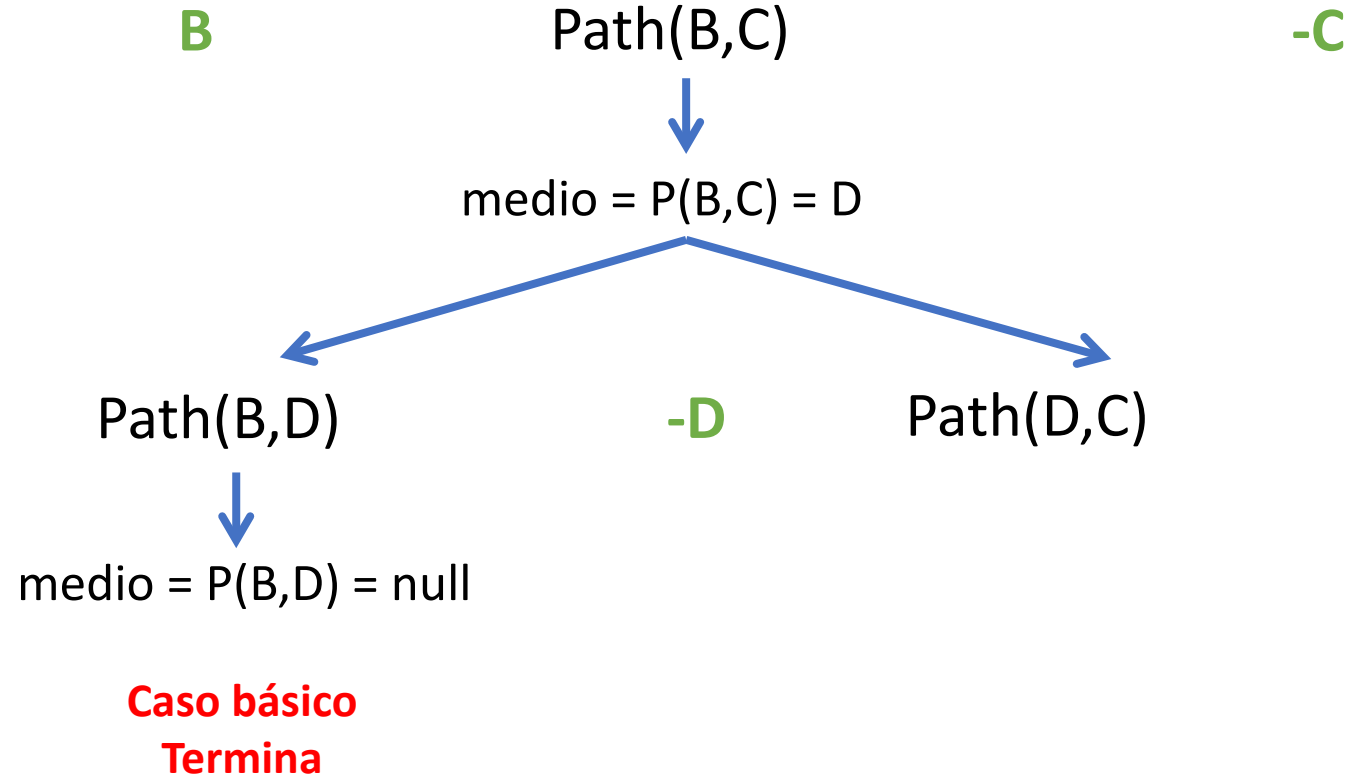 B
Path(B,C)
-C
medio = P(B,C) = D
Path(B,D)
-D
Path(D,C)
medio = P(B,D) = null
Caso básico
Termina